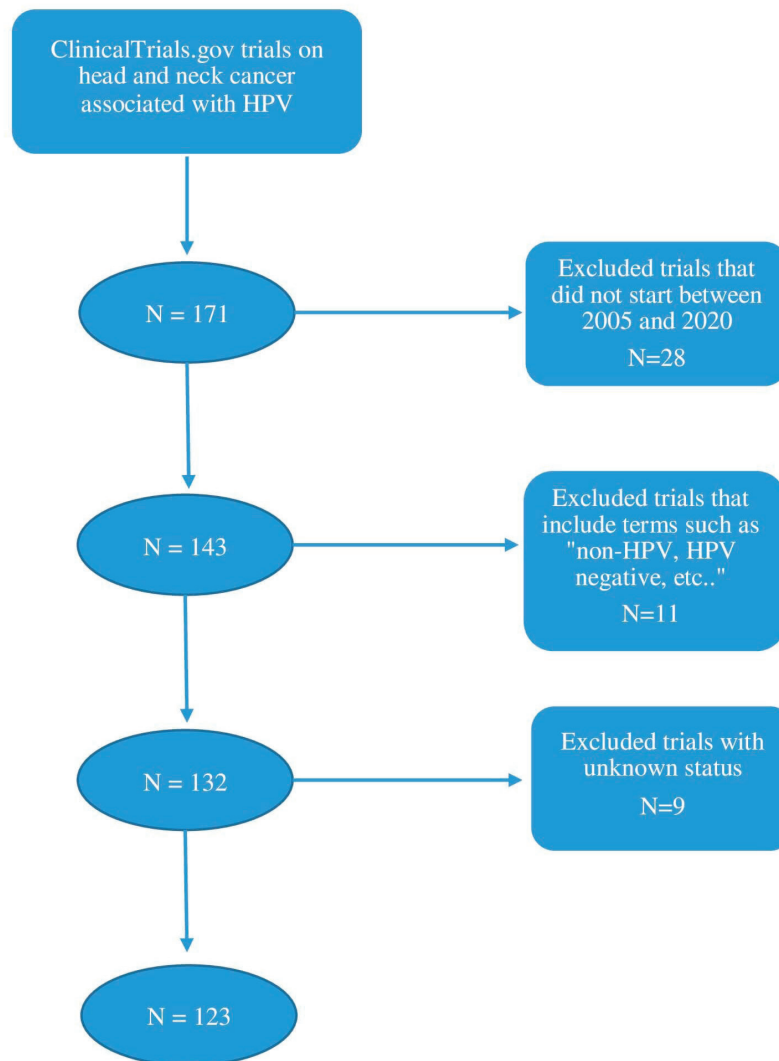 ClinicalTrials.gov trials on
head and neck cancer
associated with HPV
N = 171
Excluded trials that
did not start between
2005 and 2020
N=28
N = 143
Excluded trials that
include terms such as
"non-HPV, HPV
negative, etc.."
N=11
N = 132
Excluded trials with
unknown status
N=9
N = 123